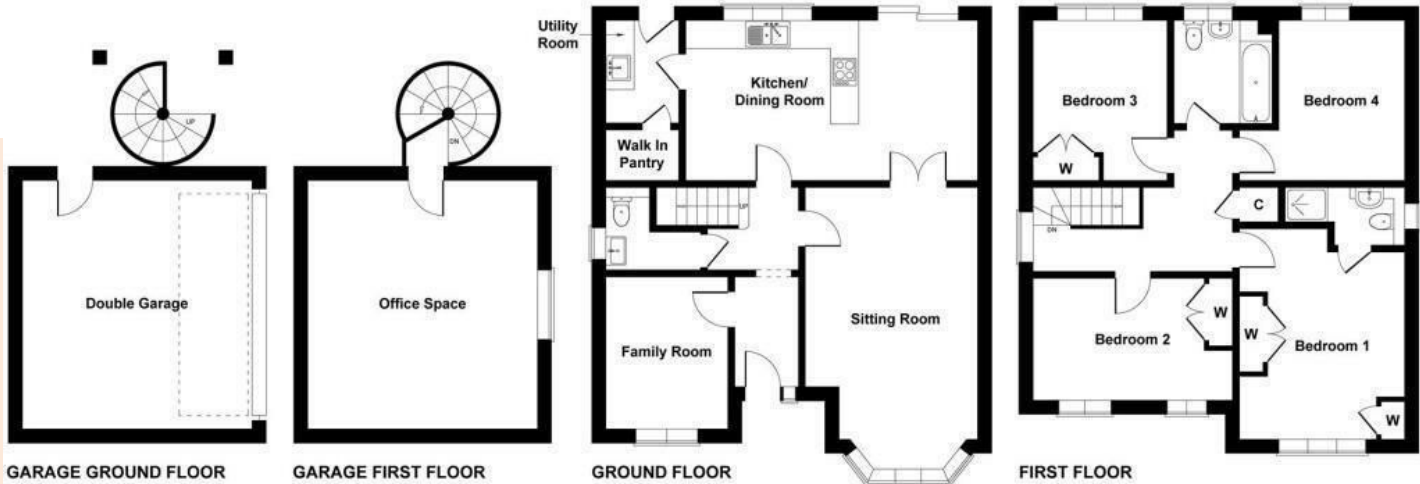 UP
Double Garage
GARAGE GROUND FLOOR
DN
Office Space
GARAGE FIRST FLOOR
Utility
Room
Kitchen/
Dining Room
Walk In
Pantry
UP
Family Room
Sitting Room
GROUND FLOOR
Bedroom 3
W
Bedroom 4
C
DN
Bedroom 2
W
W
Bedroom 1
W
FIRST FLOOR